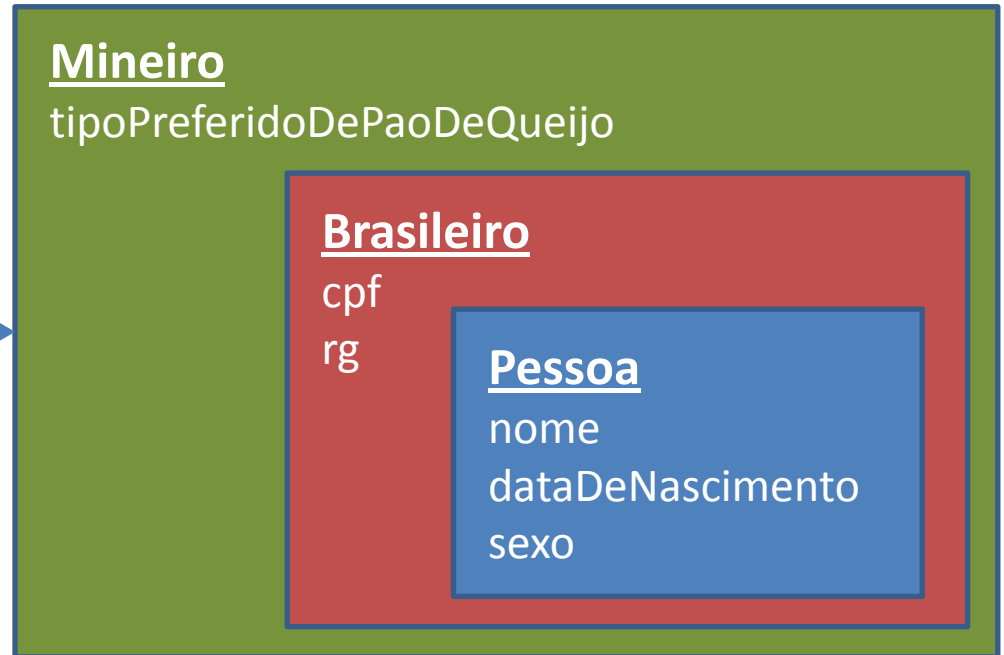 Mineiro
tipoPreferidoDePaoDeQueijo
Brasileiro
cpf
rg
Pessoa
nome
dataDeNascimento
sexo